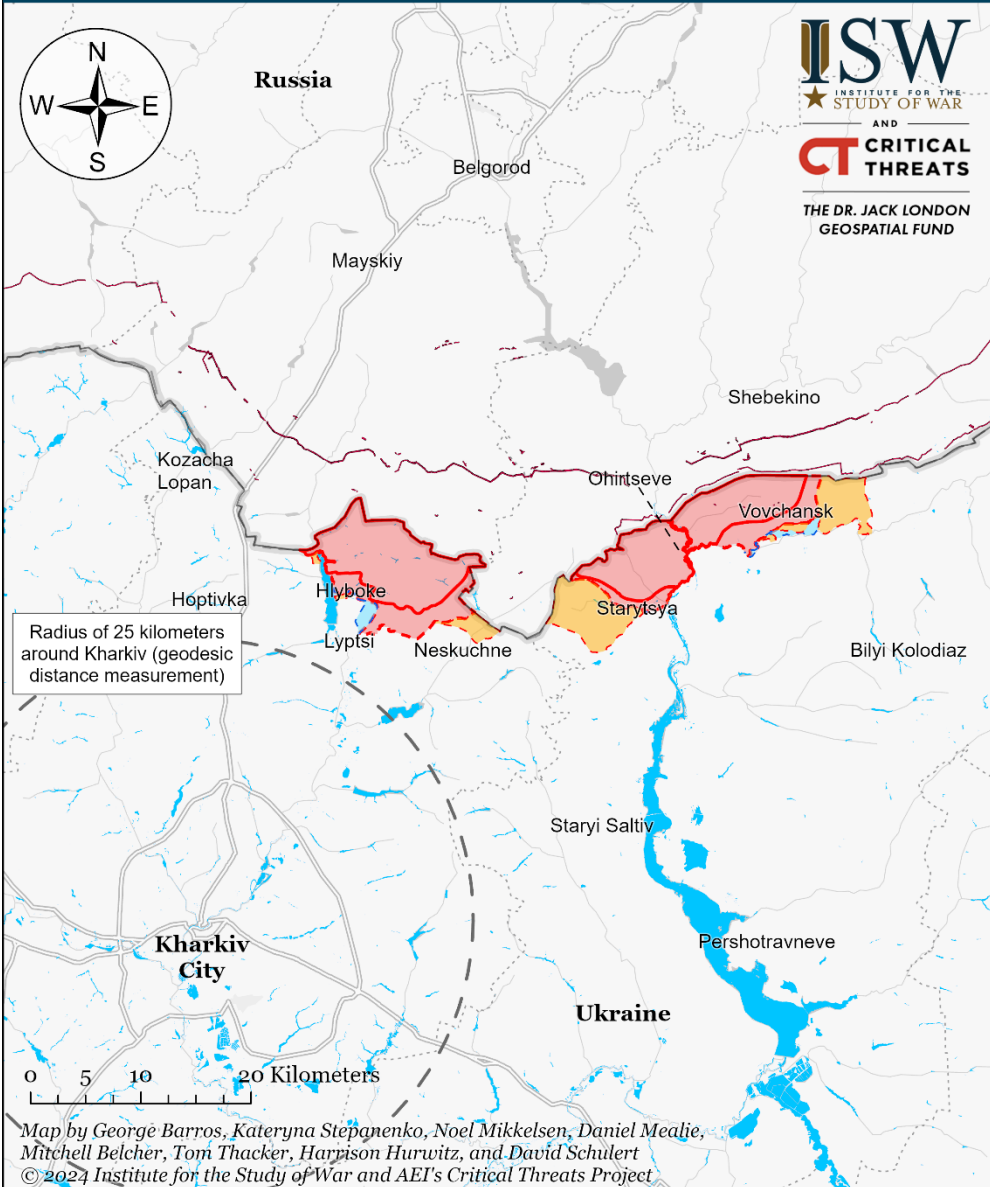 N
W
E
S
Russia
ISW
INSTITUTE FOR THE
STUDY OF WAR
AND
CT CRITICAL
THREATS
THE DR. JACK LONDON
GEOSPATIAL FUND
Belgorod
Mayskiy
Shebekino
Kozacha
Lopan
Ohirtseve
Vovchansk
Hoptivka
Hlyboke
Starytsya
Radius of 25 kilometers
around Kharkiv (geodesic
distance measurement)
Lyptsi
Neskuchne
Bilyi Kolodiaz
Staryi Saltiv
Pershotravneve
Kharkiv
City
Ukraine
0 5 10 20 Kilometers
Map by George Barros, Kateryna Stepanenko, Noel Mikkelsen, Daniel Mealie,
Mitchell Belcher, Tom Thacker, Harrison Hurwitz, and David Schulert
© 2024 Institute for the Study of War and AEI's Critical Threats Project